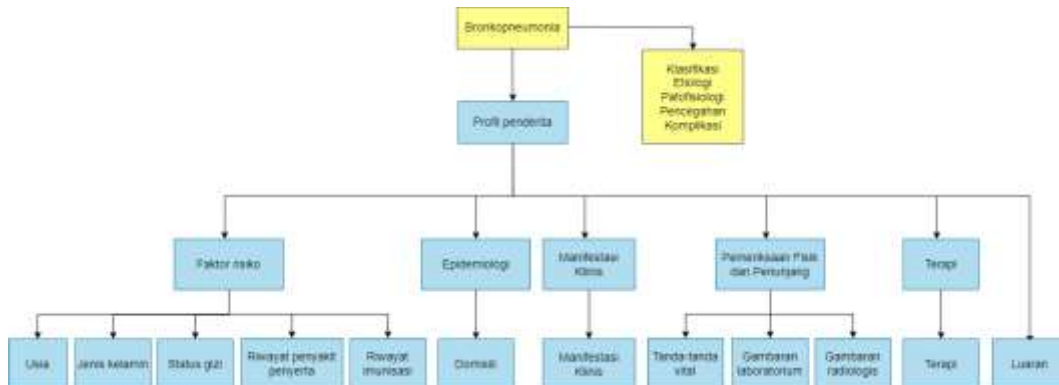 Bronkopneumonia
Klasifikasi
Etiologi
Patofisiologi
Pencegahan
Komplikasi
Profil penderita
Faktor risiko
Epidemiologi
Manifestasi
Klinis
Pemeriksaan Fisik
dan Penunjang
Terapi
Usia
Jenis kelamin
Status gizi
Riwayat penyakit
penyerta
Riwayat
imunisasi
Domisili
Manifestasi
Klinis
Tanda-tanda
vital
Gambaran
laboratorium
Gambaran
radiologis
Terapi
Luaran